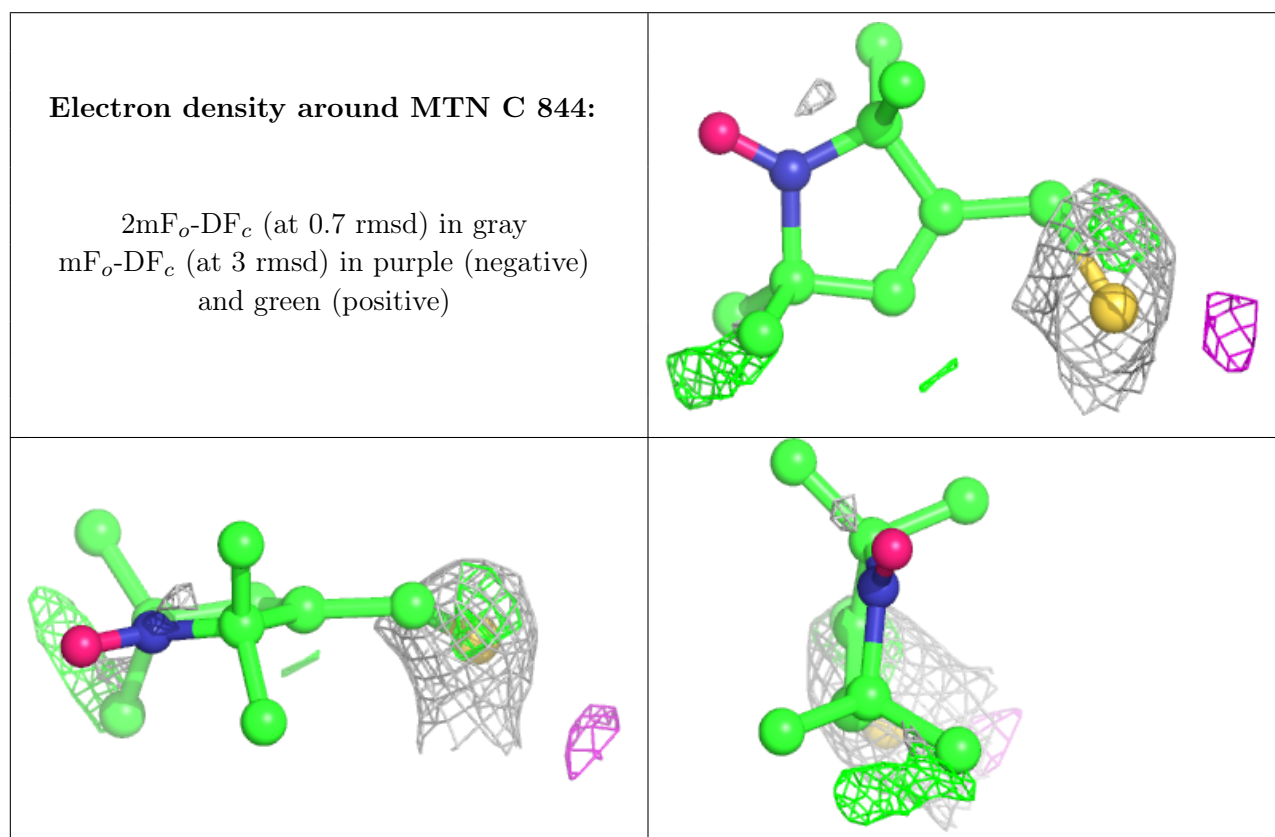 Electron density around MTN C 844:
2mFo-DFc (at 0.7 rmsd) in gray
mFo-DFc (at 3 rmsd) in purple (negative)
and green (positive)